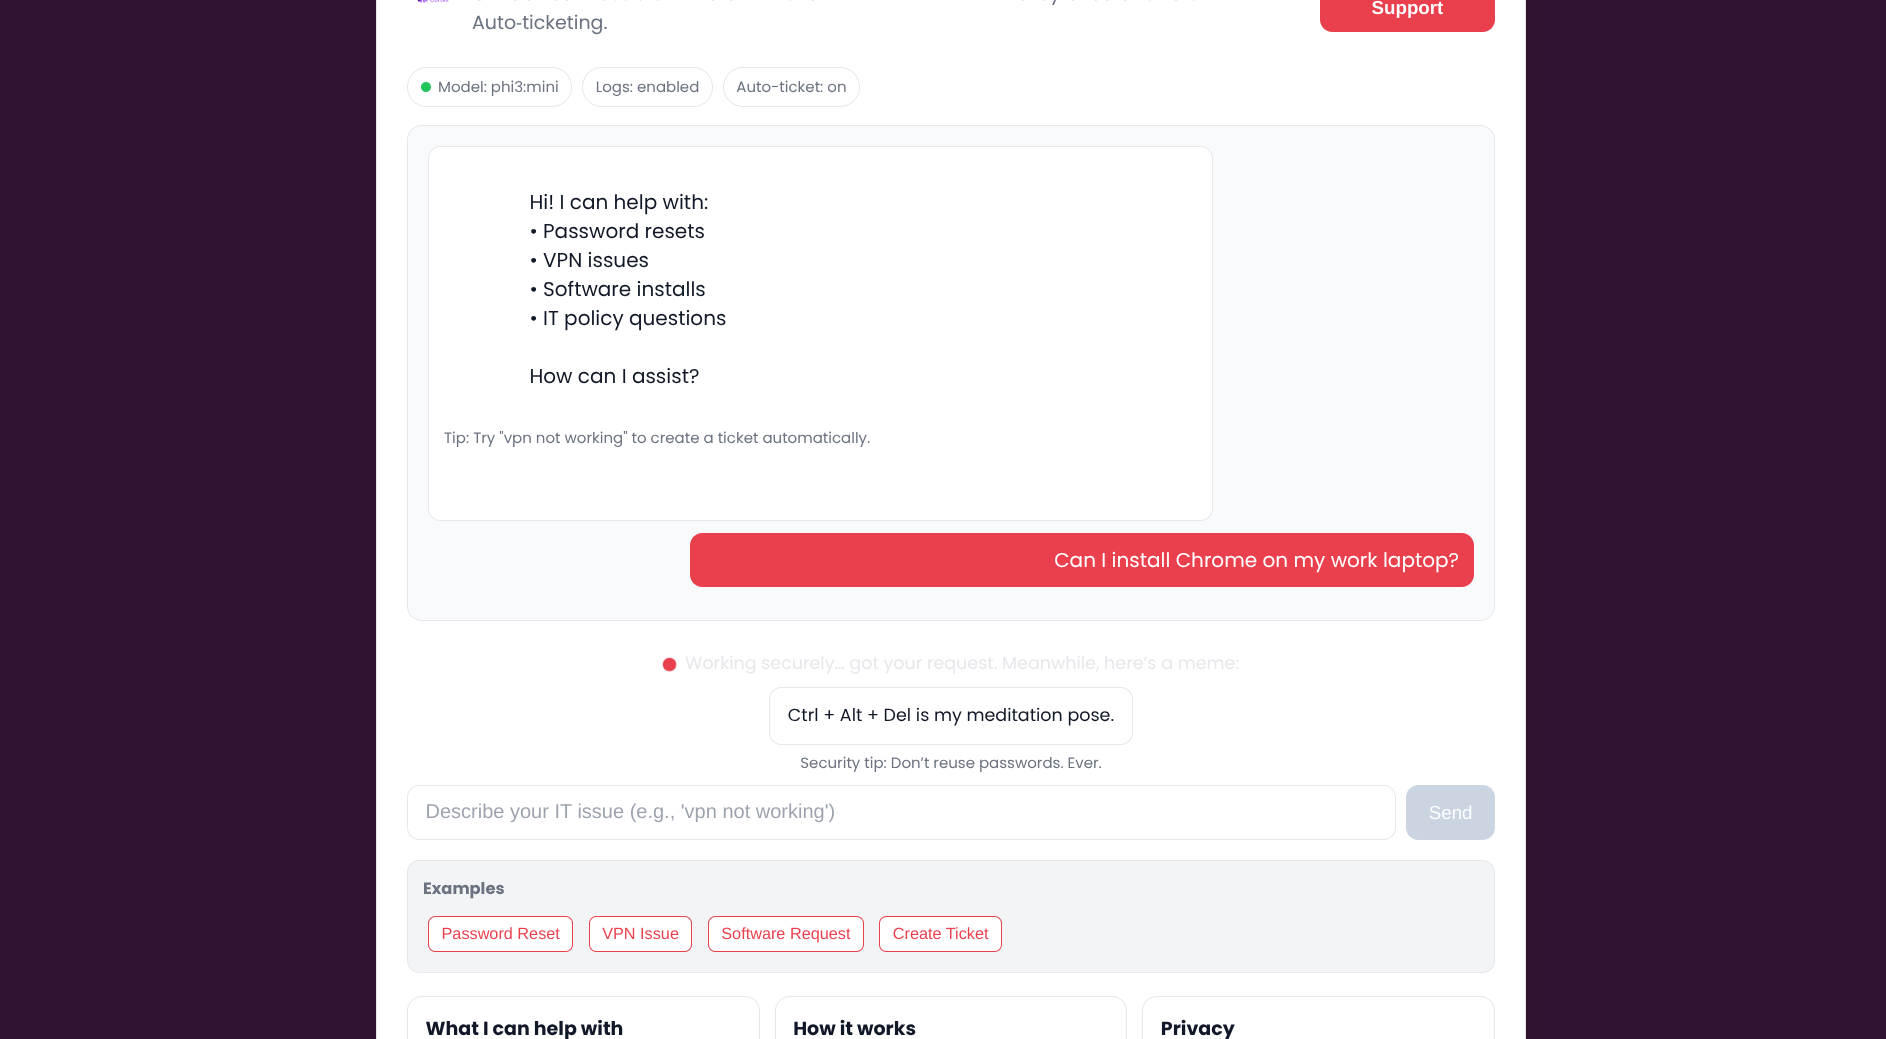 Auto-ticketing.
Support
Model: phi3:mini
Logs: enabled
Auto-ticket: on
Hi! I can help with:
• Password resets
• VPN issues
• Software installs
• IT policy questions
How can I assist?
Tip: Try "vpn not working" to create a ticket automatically.
Can I install Chrome on my work laptop?
Working securely… got your request. Meanwhile, here’s a meme:
Ctrl + Alt + Del is my meditation pose.
Security tip: Don’t reuse passwords. Ever.
Describe your IT issue (e.g., 'vpn not working')
Send
Examples
Password Reset
VPN Issue
Software Request
Create Ticket
What I can help with
How it works
Privacy